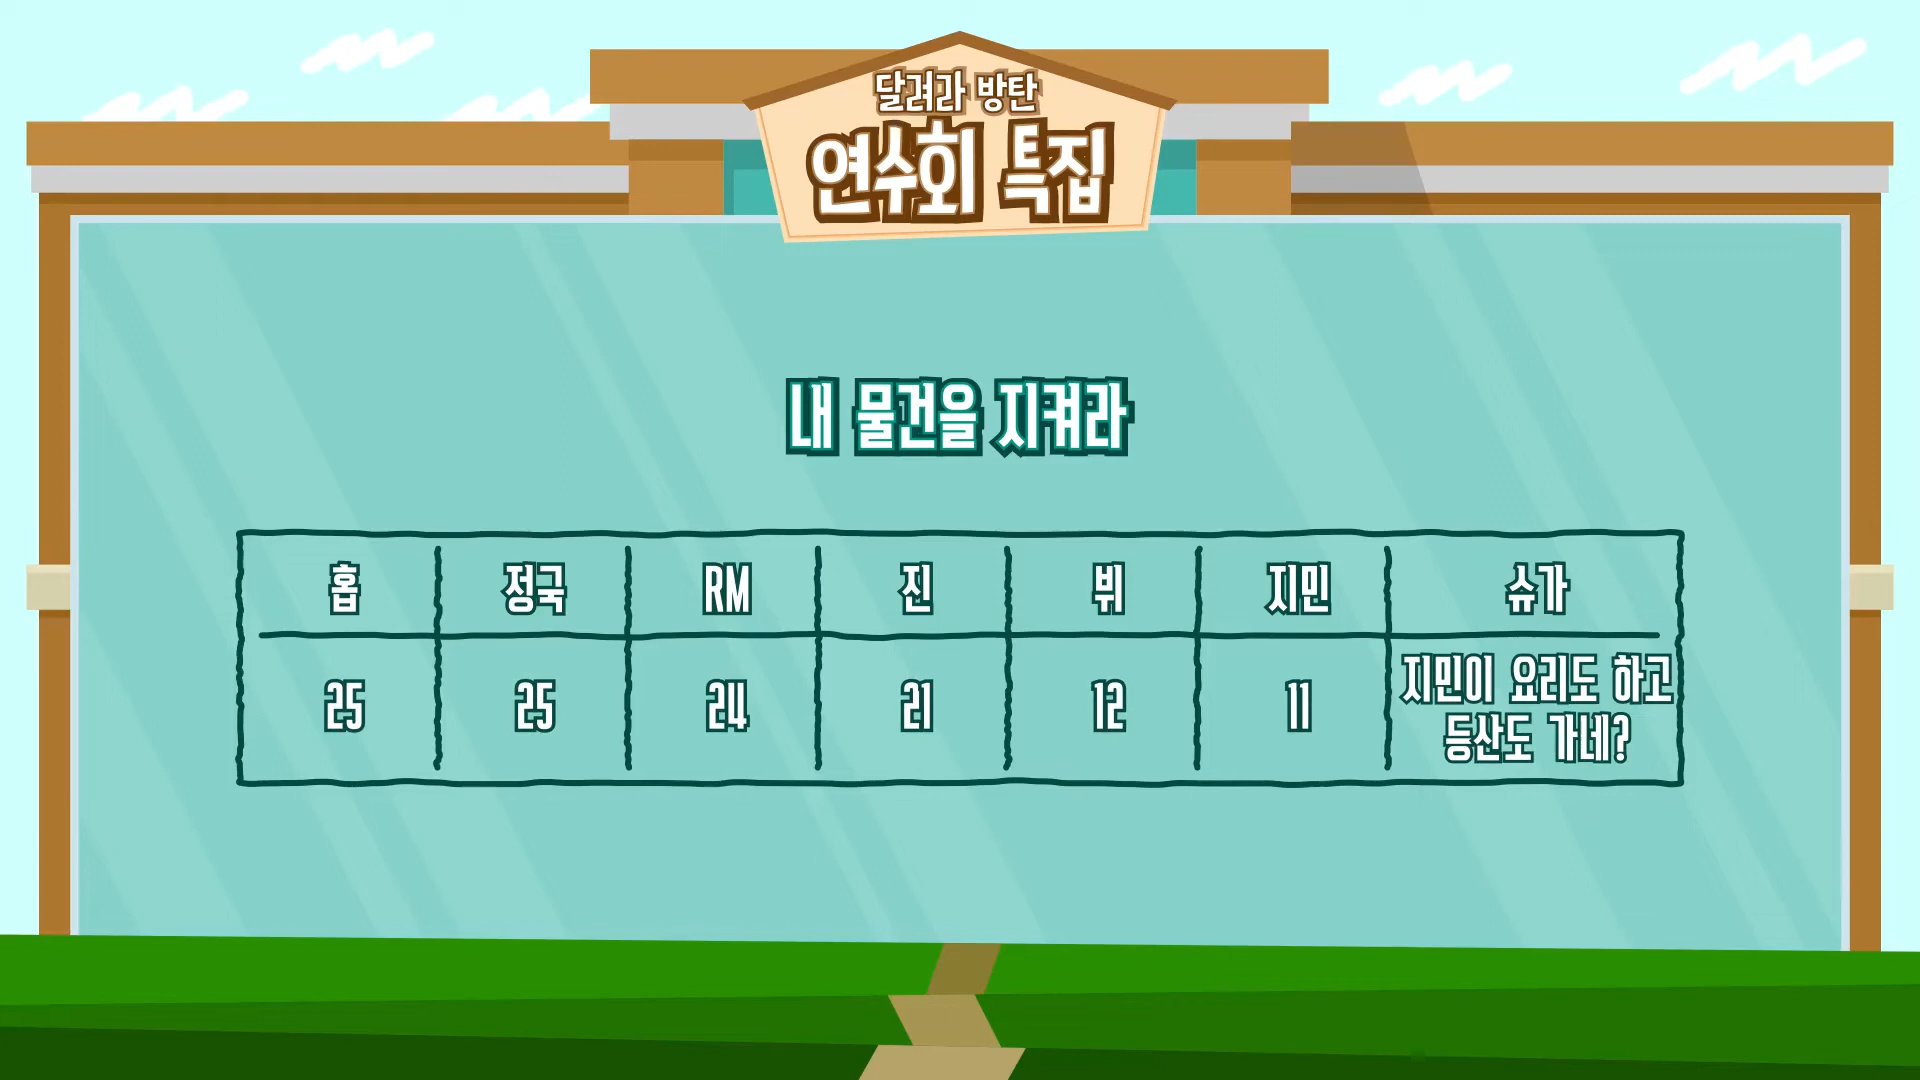 달려라 방탄
연수회 특집
내 물건을 지켜라
홉 정국 RM 진 뷔 지민 슈가
25 25 24 21 12 11 지민이 요리도 하고
등산도 가네?